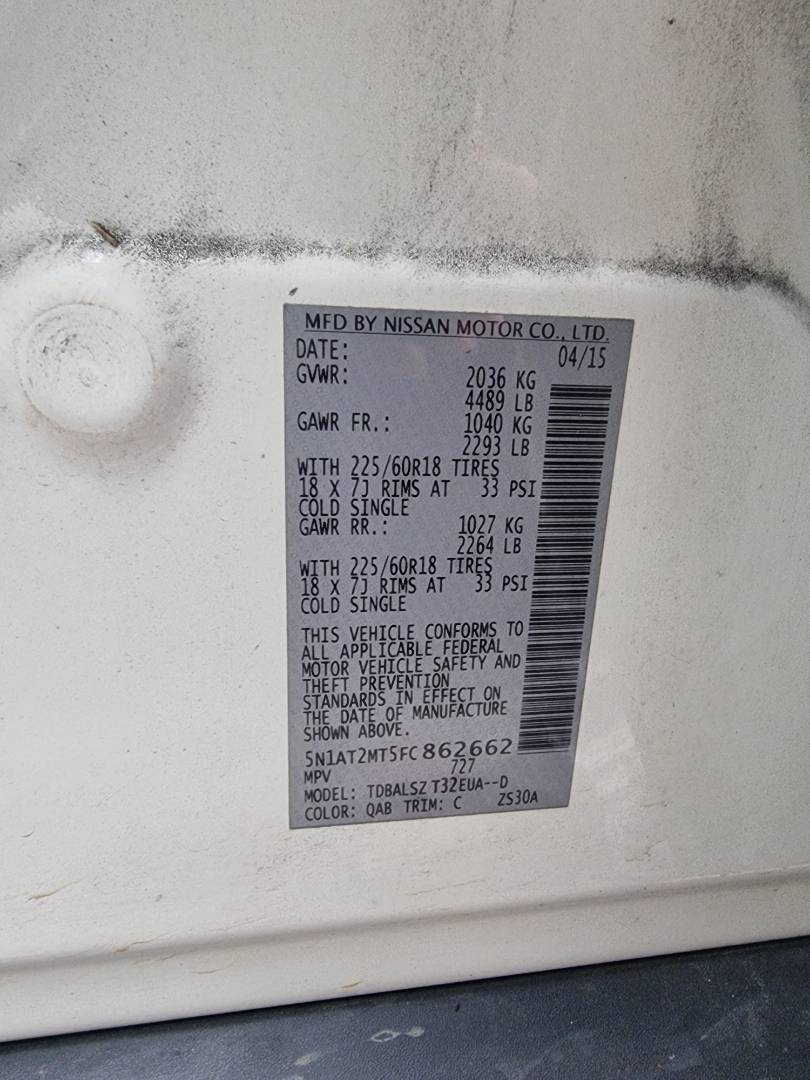 MFD BY NISSAN MOTOR CO., LTD.
DATE: 04/15
GVWR: 2036 KG
4489 LB
GAWR FR.: 1040 KG
2293 LB
WITH 225/60R18 TIRES
18 X 7J RIMS AT 33 PSI
COLD SINGLE
GAWR RR.: 1027 KG
2264 LB
WITH 225/60R18 TIRES
18 X 7J RIMS AT 33 PSI
COLD SINGLE
THIS VEHICLE CONFORMS TO
ALL APPLICABLE FEDERAL
MOTOR VEHICLE SAFETY AND
THEFT PREVENTION
STANDARDS IN EFFECT ON
THE DATE OF MANUFACTURE
SHOWN ABOVE.
5N1AT2MT5FC862662
MPV 727
MODEL: TDBALSZ T32EUA--D
COLOR: QAB TRIM: C ZS30A